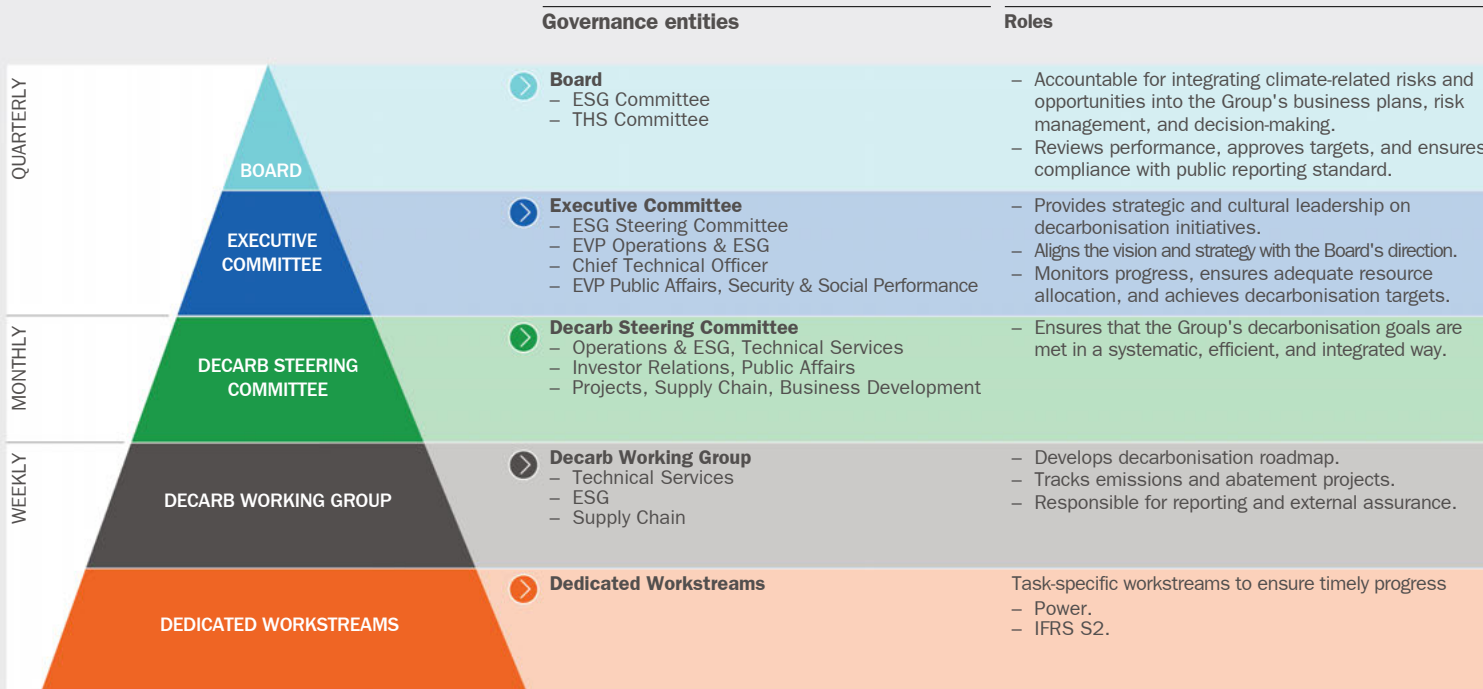 Governance entities
Roles
QUARTERLY
BOARD
Board
– ESG Committee
– THS Committee
– Accountable for integrating climate-related risks and
opportunities into the Group's business plans, risk
management, and decision-making.
– Reviews performance, approves targets, and ensures
compliance with public reporting standard.
EXECUTIVE
COMMITTEE
Executive Committee
– ESG Steering Committee
– EVP Operations & ESG
– Chief Technical Officer
– EVP Public Affairs, Security & Social Performance
– Provides strategic and cultural leadership on
decarbonisation initiatives.
– Aligns the vision and strategy with the Board's direction.
– Monitors progress, ensures adequate resource
allocation, and achieves decarbonisation targets.
MONTHLY
DECARB STEERING
COMMITTEE
Decarb Steering Committee
– Operations & ESG, Technical Services
– Investor Relations, Public Affairs
– Projects, Supply Chain, Business Development
– Ensures that the Group's decarbonisation goals are
met in a systematic, efficient, and integrated way.
WEEKLY
DECARB WORKING GROUP
Decarb Working Group
– Technical Services
– ESG
– Supply Chain
– Develops decarbonisation roadmap.
– Tracks emissions and abatement projects.
– Responsible for reporting and external assurance.
DEDICATED WORKSTREAMS
Dedicated Workstreams
Task-specific workstreams to ensure timely progress
– Power.
– IFRS S2.